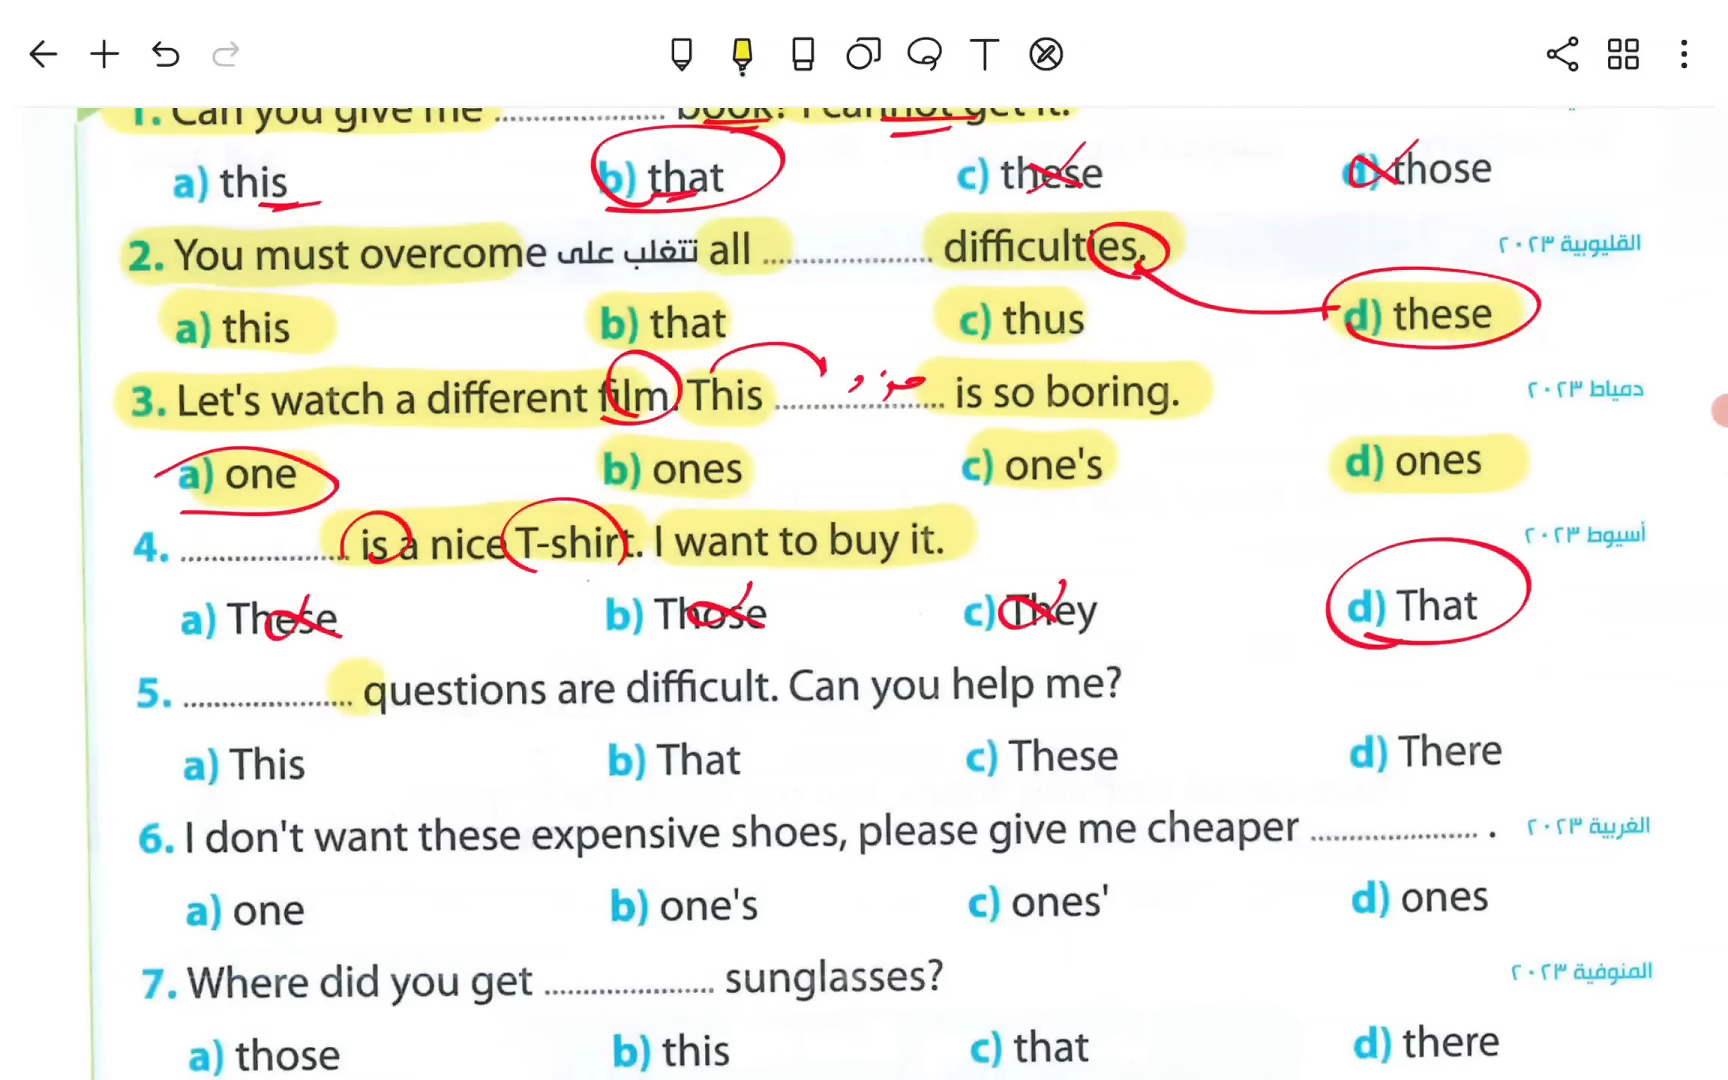 1. Can you give me .................... book? I cannot get it.
a) this b) that c) these d) those
2. You must overcome تتغلب على all .................... difficulties. القليوبية ٢٠٢٣
a) this b) that c) thus d) these
3. Let's watch a different film. This مفرد .................... is so boring. دمياط ٢٠٢٣
a) one b) ones c) one's d) ones
4. .................... is a nice T-shirt. I want to buy it. أسيوط ٢٠٢٣
a) These b) Those c) They d) That
5. .................... questions are difficult. Can you help me?
a) This b) That c) These d) There
6. I don't want these expensive shoes, please give me cheaper .................... . الغربية ٢٠٢٣
a) one b) one's c) ones' d) ones
7. Where did you get .................... sunglasses? المنوفية ٢٠٢٣
a) those b) this c) that d) there